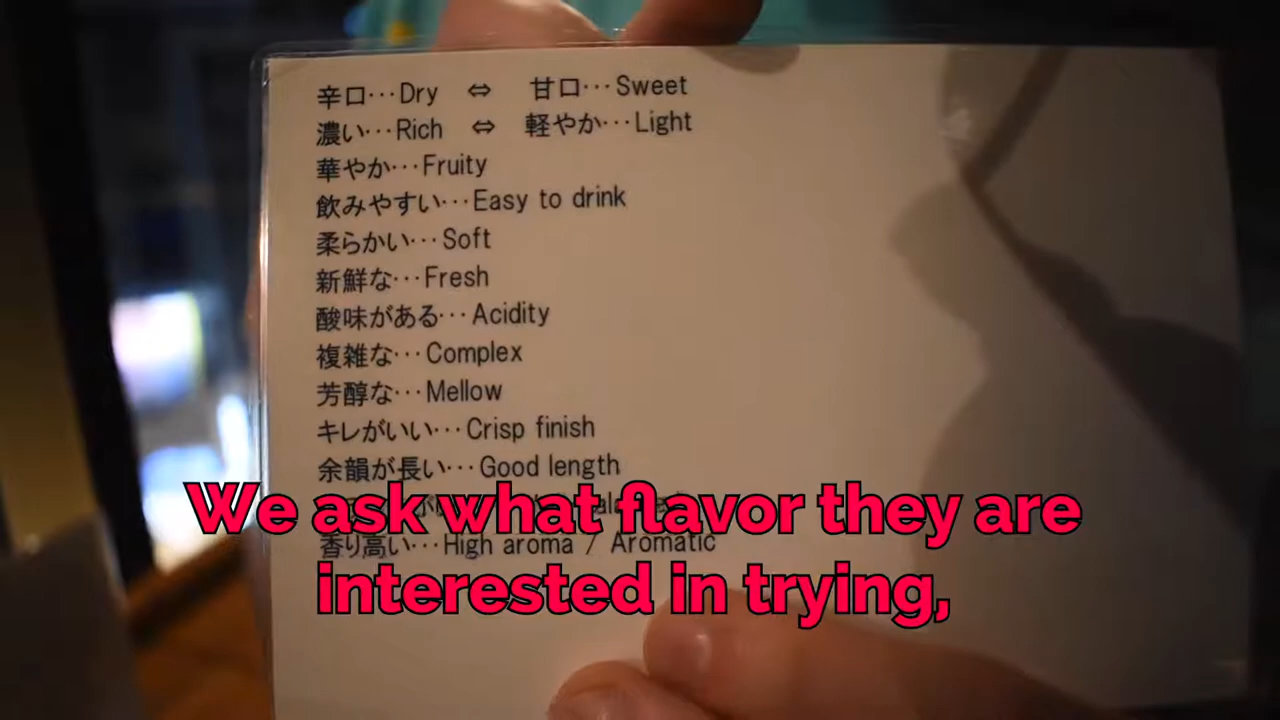 辛口…Dry ⇔ 甘口…Sweet
濃い…Rich ⇔ 軽やか…Light
華やか…Fruity
飲みやすい…Easy to drink
柔らかい…Soft
新鮮な…Fresh
酸味がある…Acidity
複雑な…Complex
芳醇な…Mellow
キレがいい…Crisp finish
余韻が長い…Good length
香り高い…High aroma / Aromatic
We ask what flavor they are
interested in trying,